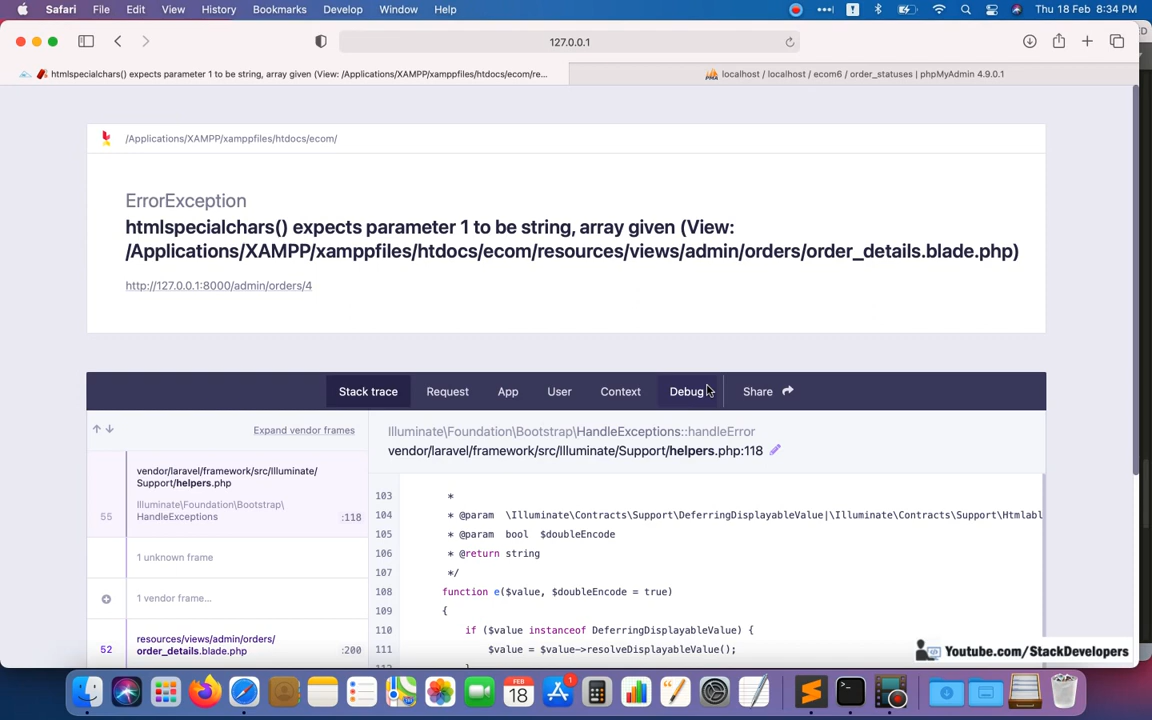 Safari File Edit View History Bookmarks Develop Window Help Thu 18 Feb 8:34 PM
127.0.0.1
htmlspecialchars() expects parameter 1 to be string, array given (View: /Applications/XAMPP/xamppfiles/htdocs/ecom/re...
localhost / localhost / ecom6 / order_statuses | phpMyAdmin 4.9.0.1
/Applications/XAMPP/xamppfiles/htdocs/ecom/
ErrorException
htmlspecialchars() expects parameter 1 to be string, array given (View:
/Applications/XAMPP/xamppfiles/htdocs/ecom/resources/views/admin/orders/order_details.blade.php)
http://127.0.0.1:8000/admin/orders/4
Stack trace Request App User Context Debug Share
Expand vendor frames
vendor/laravel/framework/src/Illuminate/
Support/helpers.php
Illuminate\Foundation\Bootstrap\
55 HandleExceptions :118
1 unknown frame
1 vendor frame...
resources/views/admin/orders/
52 order_details.blade.php :200
Illuminate\Foundation\Bootstrap\HandleExceptions::handleError
vendor/laravel/framework/src/Illuminate/Support/helpers.php:118
103 *
104 * @param \Illuminate\Contracts\Support\DeferringDisplayableValue|\Illuminate\Contracts\Support\Htmlabl
105 * @param bool $doubleEncode
106 * @return string
107 */
108 function e($value, $doubleEncode = true)
109 {
110 if ($value instanceof DeferringDisplayableValue) {
111 $value = $value->resolveDisplayableValue();
Youtube.com/StackDevelopers
FEB
18
1